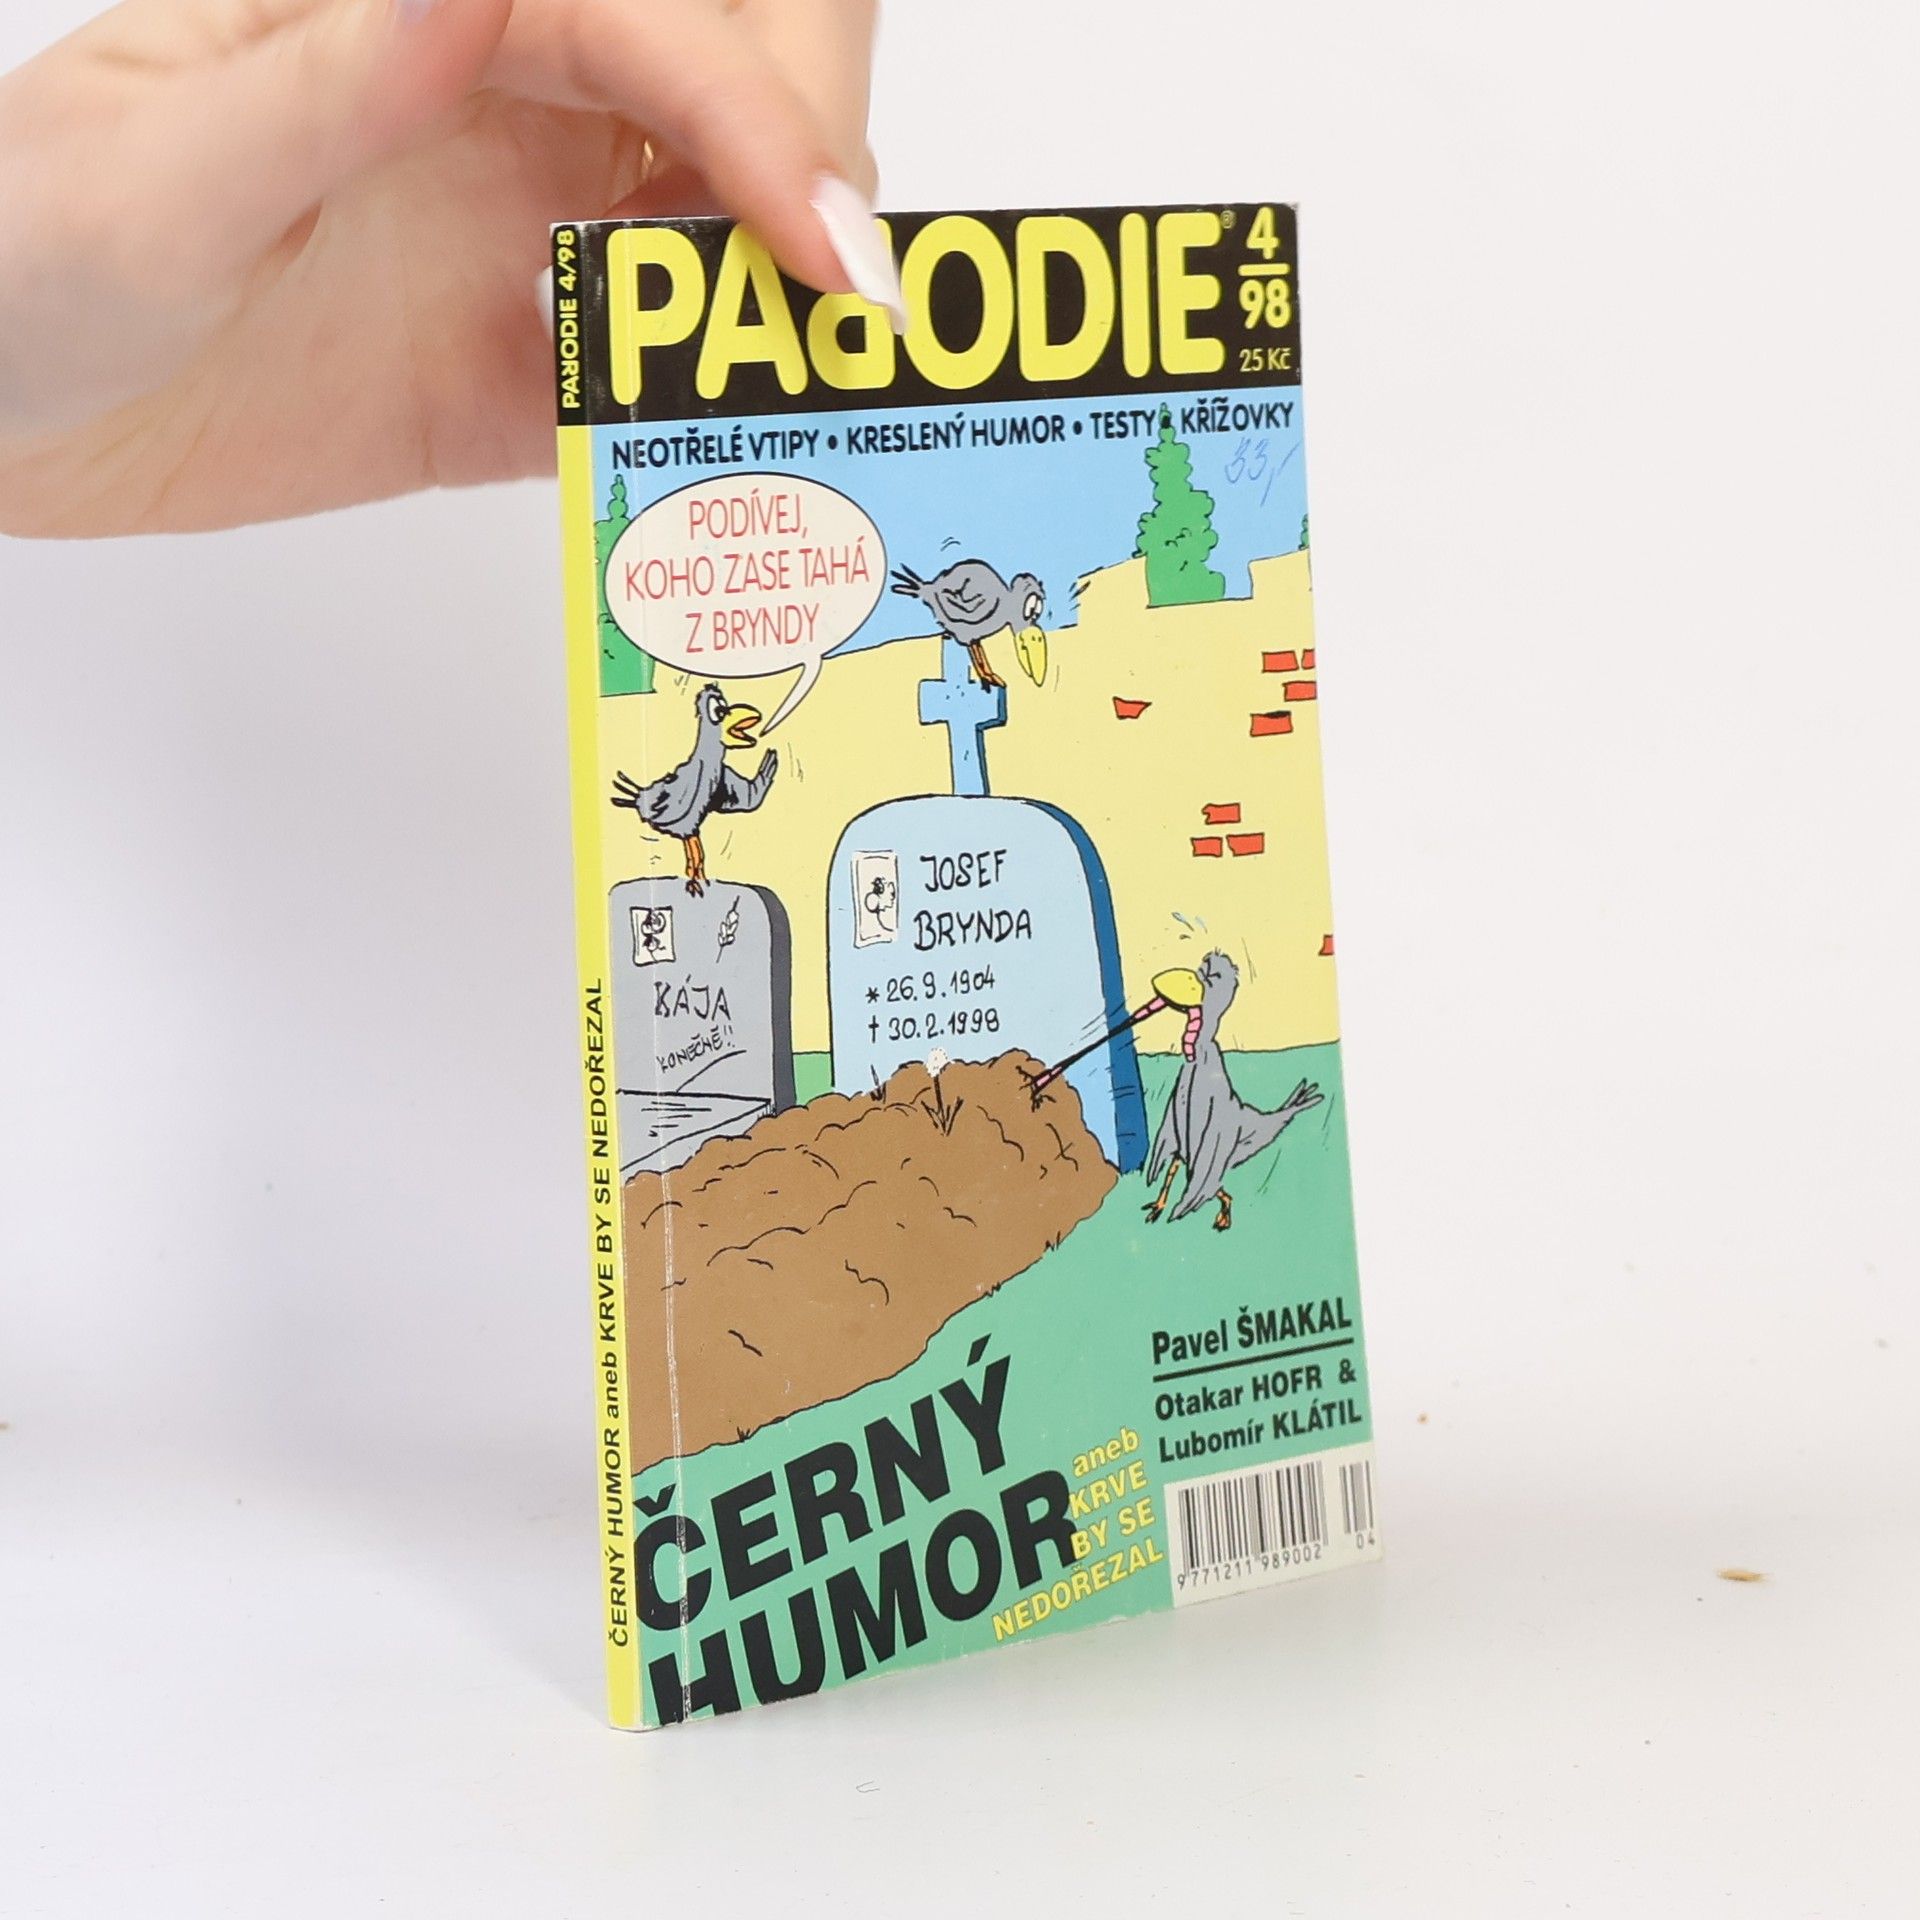 PARODIE 4/98
ČERNÝ HUMOR aneb KRVE BY SE NEDOŘEZAL
PARODIE®
4
98
25 Kč
NEOTŘELÉ VTIPY • KRESLENÝ HUMOR • TESTY • KŘÍŽOVKY
33,-
PODÍVEJ,
KOHO ZASE TAHÁ
Z BRYNDY
JOSEF
BRYNDA
* 26.9.1904
† 30.2.1998
KÁJA
KONEČNĚ!!
Pavel ŠMAKAL
Otakar HOFR &
Lubomír KLÁTIL
ČERNÝ
HUMOR
aneb
KRVE
BY SE
NEDOŘEZAL
9 771211 989002
04